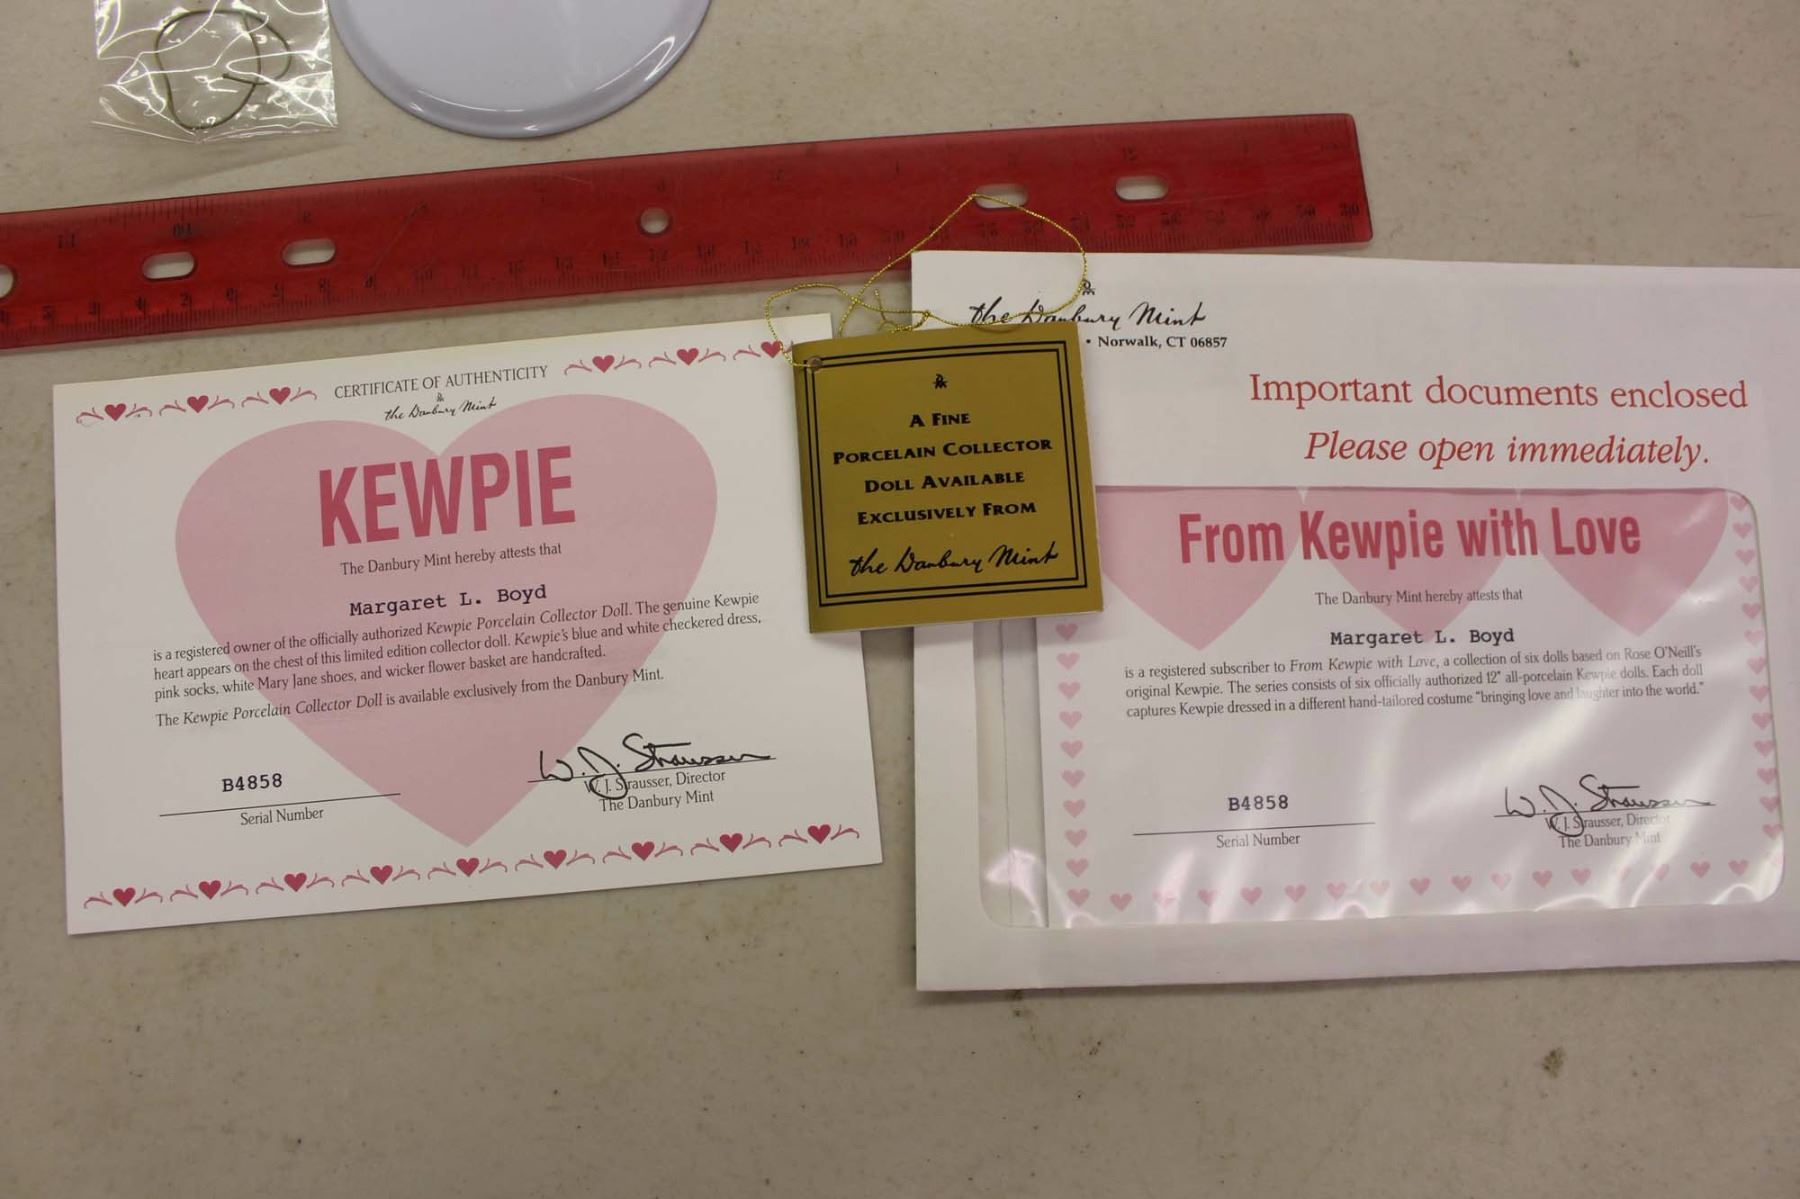 CERTIFICATE OF AUTHENTICITY
the Danbury Mint
KEWPIE
The Danbury Mint hereby attests that
Margaret L. Boyd
is a registered owner of the officially authorized Kewpie Porcelain Collector Doll. The genuine Kewpie
heart appears on the chest of this limited edition collector doll. Kewpie's blue and white checkered dress,
pink socks, white Mary Jane shoes, and wicker flower basket are handcrafted.
The Kewpie Porcelain Collector Doll is available exclusively from the Danbury Mint.
B4858
Serial Number
W. J. Strausser
W. J. Strausser, Director
The Danbury Mint
A FINE
PORCELAIN COLLECTOR
DOLL AVAILABLE
EXCLUSIVELY FROM
the Danbury Mint
the Danbury Mint
• Norwalk, CT 06857
Important documents enclosed
Please open immediately.
From Kewpie with Love
The Danbury Mint hereby attests that
Margaret L. Boyd
is a registered subscriber to From Kewpie with Love, a collection of six dolls based on Rose O'Neill's
original Kewpie. The series consists of six officially authorized 12" all-porcelain Kewpie dolls. Each doll
captures Kewpie dressed in a different hand-tailored costume "bringing love and laughter into the world."
B4858
Serial Number
W. J. Strausser
W. J. Strausser, Director
The Danbury Mint